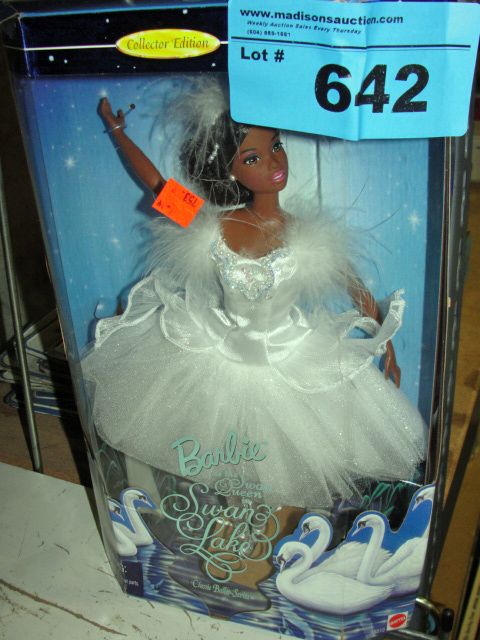 www.madisonsauction.com
Weekly Auction Sales Every Thursday
Lot #
642
Collector Edition
Barbie
Swan
Queen
Swan
Lake
Classic Ballet Series
MATTEL